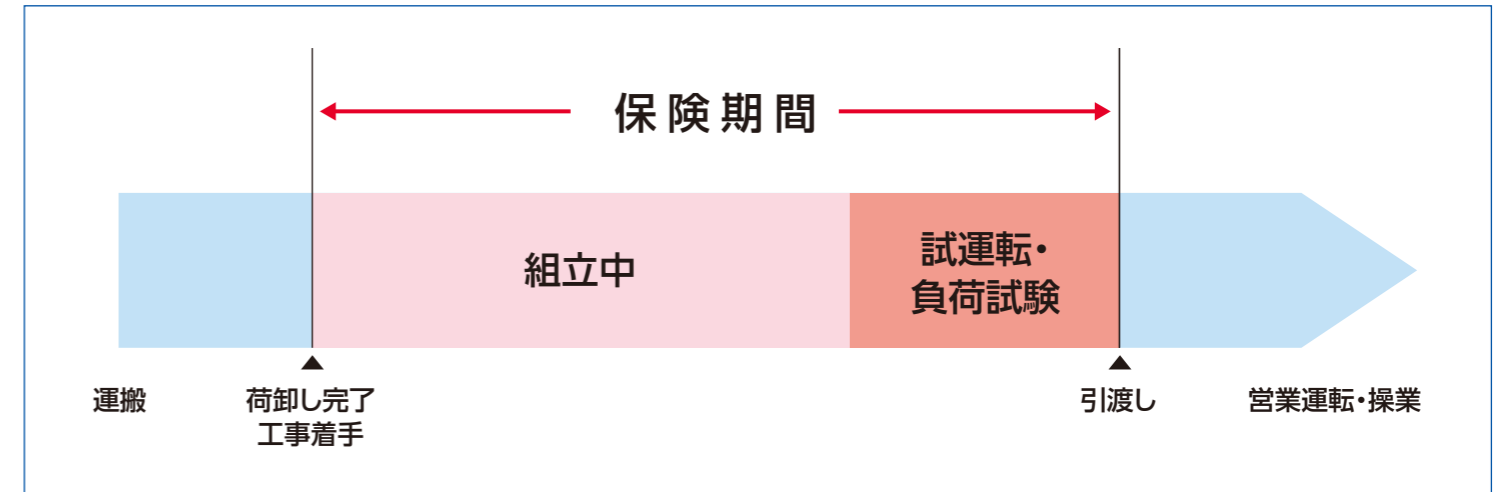 保険期間
組立中
試運転・
負荷試験
運搬
荷卸し完了
工事着手
引渡し
営業運転・操業